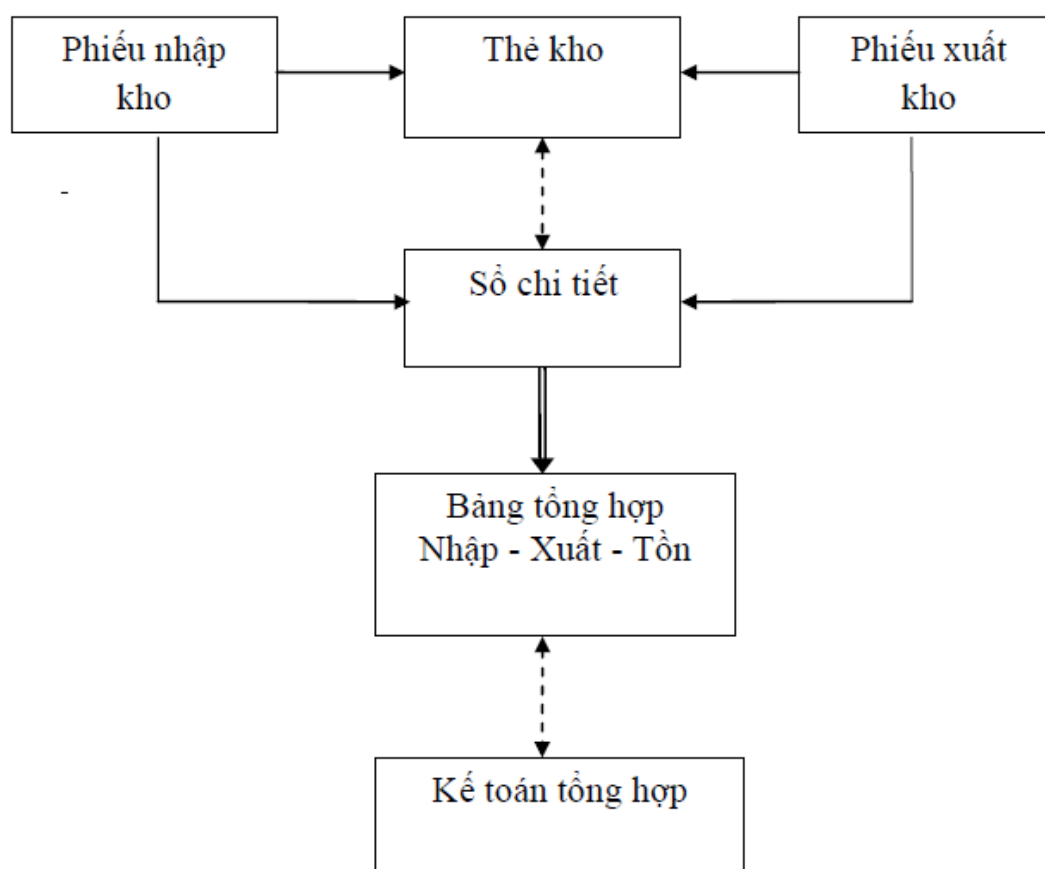 Phiếu nhập
kho
Thẻ kho
Phiếu xuất
kho
-
Sổ chi tiết
Bảng tổng hợp
Nhập - Xuất - Tồn
Kế toán tổng hợp